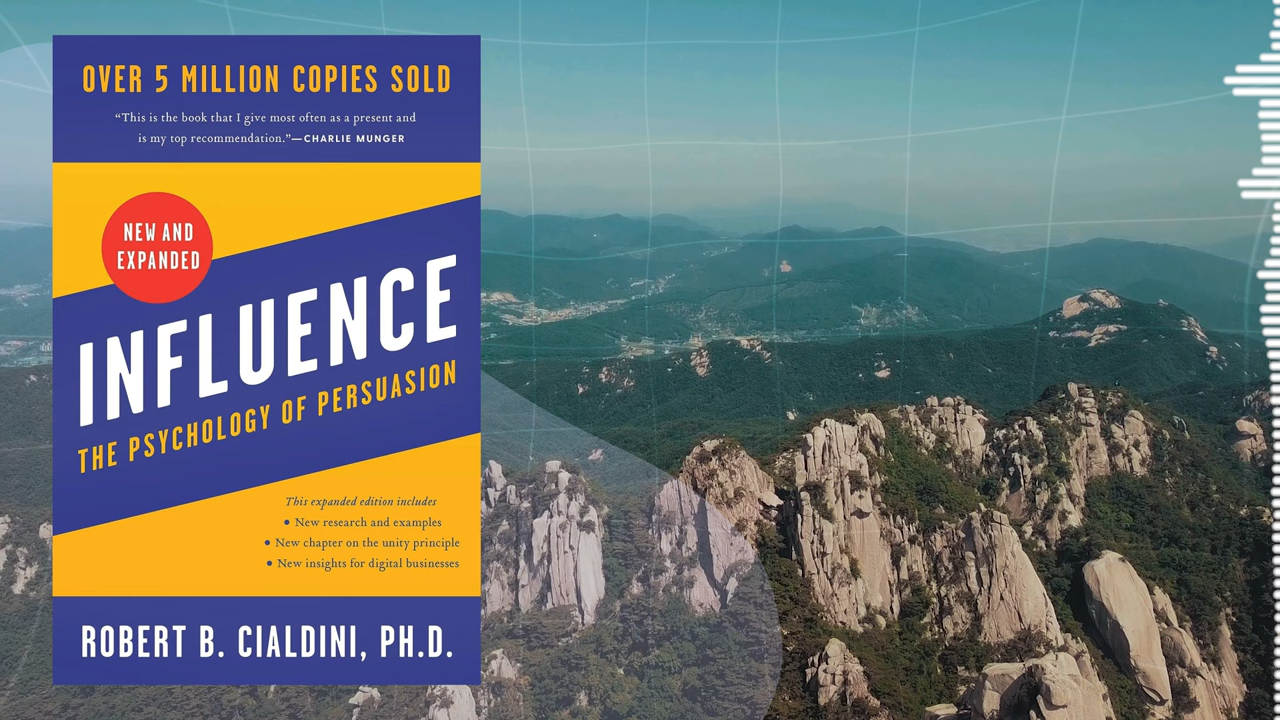 OVER 5 MILLION COPIES SOLD
“This is the book that I give most often as a present and
is my top recommendation.”—CHARLIE MUNGER
NEW AND
EXPANDED
INFLUENCE
THE PSYCHOLOGY OF PERSUASION
This expanded edition includes
• New research and examples
• New chapter on the unity principle
• New insights for digital businesses
ROBERT B. CIALDINI, PH.D.